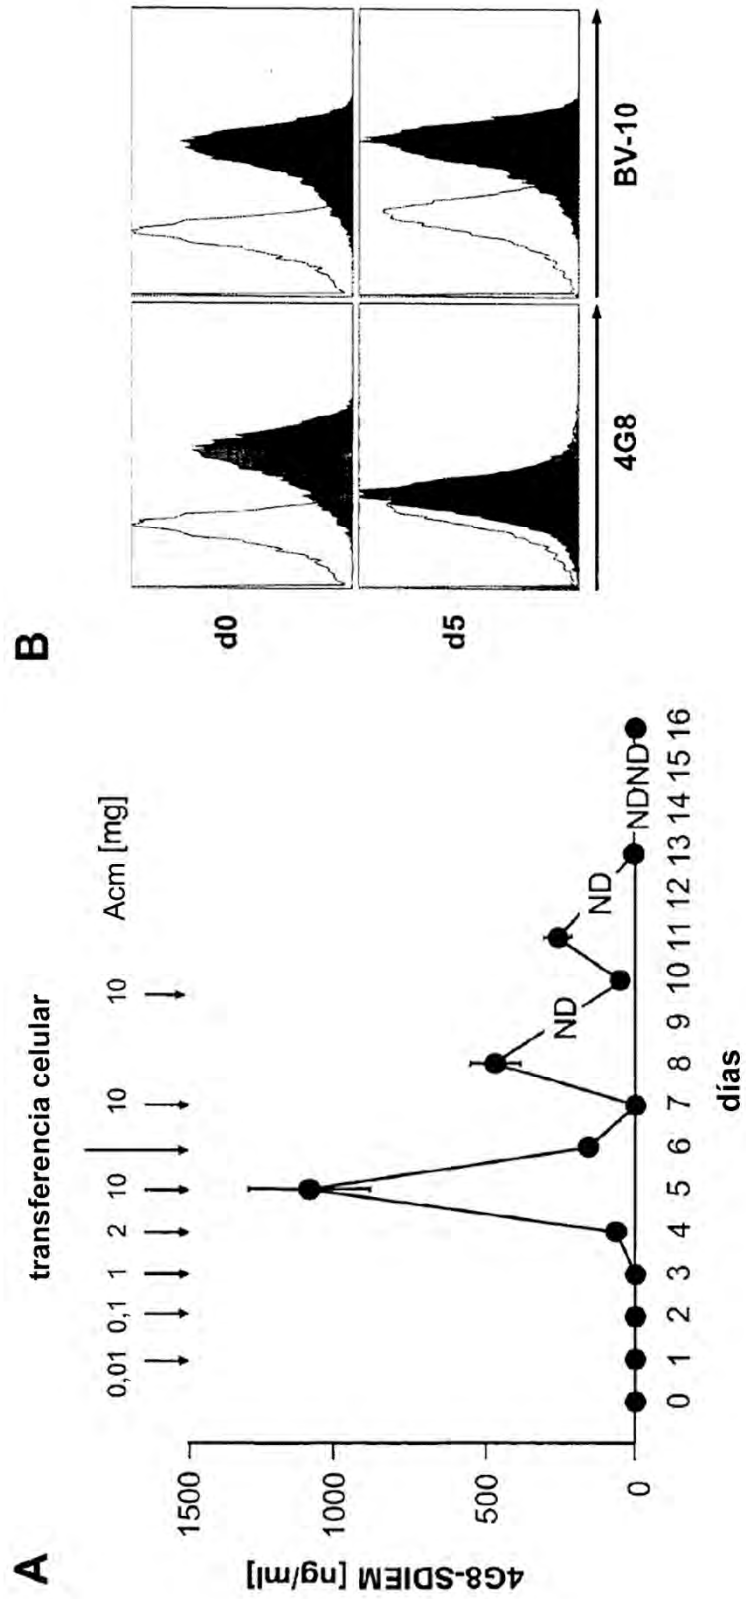 A
transferencia celular
0,01 0,1 1 2 10 10 10 Acm [mg]
4G8-SDIEM [ng/ml]
1500
1000
500
0
ND
ND
NDND
0 1 2 3 4 5 6 7 8 9 10 11 12 13 14 15 16
días
B
d0
d5
4G8
BV-10